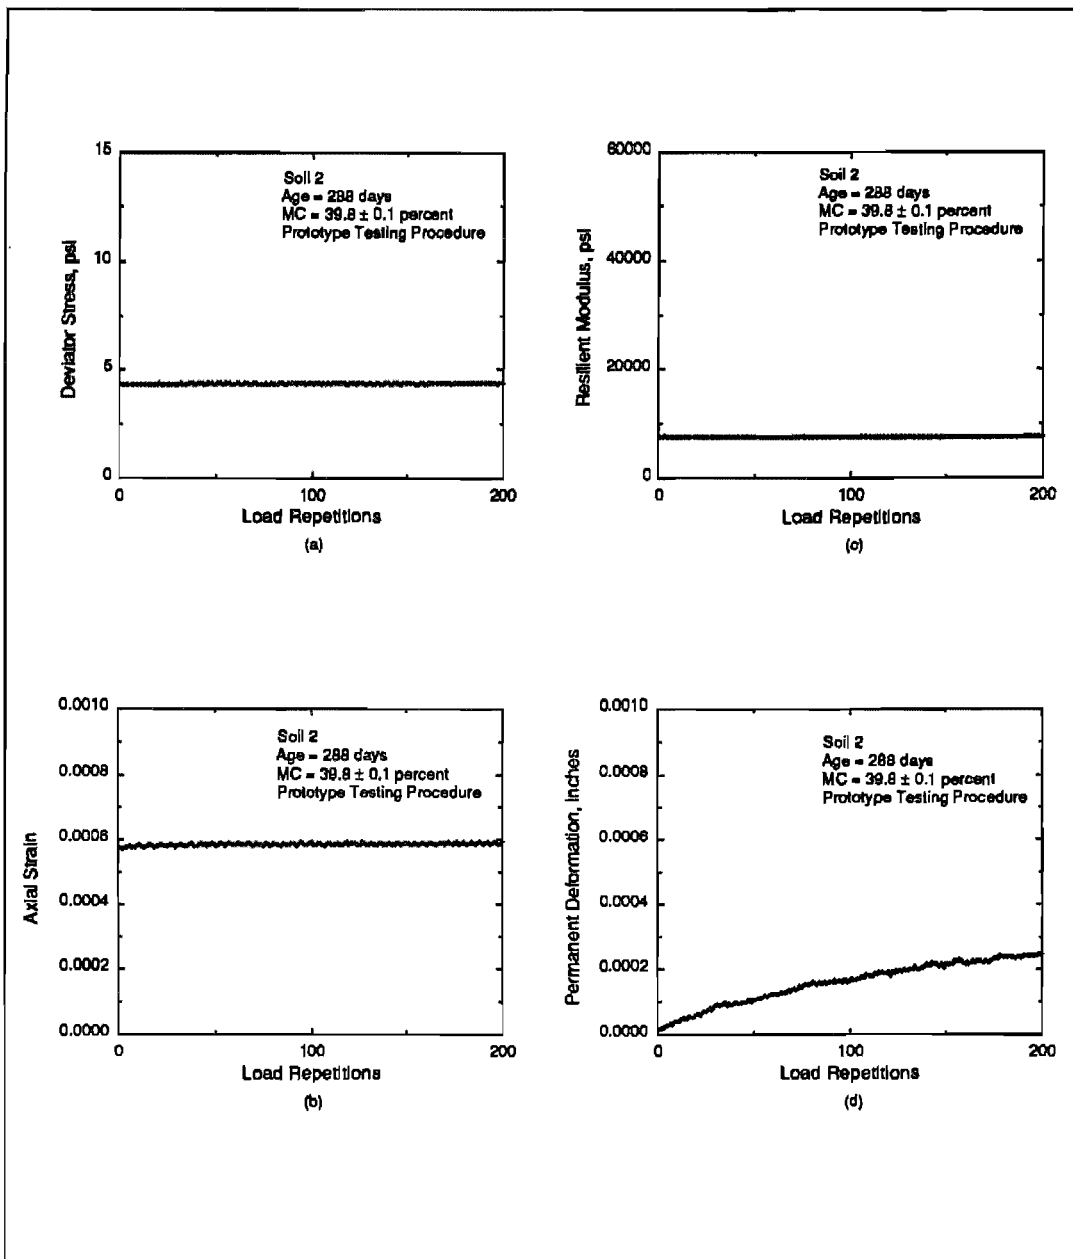 15
10
5
0
Deviator Stress, psi
Soil 2
Age = 288 days
MC = 39.8 ± 0.1 percent
Prototype Testing Procedure
0 100 200
Load Repetitions
(a)
60000
40000
20000
0
Resilient Modulus, psi
Soil 2
Age = 288 days
MC = 39.8 ± 0.1 percent
Prototype Testing Procedure
0 100 200
Load Repetitions
(c)
0.0010
0.0008
0.0006
0.0004
0.0002
0.0000
Axial Strain
Soil 2
Age = 288 days
MC = 39.8 ± 0.1 percent
Prototype Testing Procedure
0 100 200
Load Repetitions
(b)
0.0010
0.0008
0.0006
0.0004
0.0002
0.0000
Permanent Deformation, Inches
Soil 2
Age = 288 days
MC = 39.8 ± 0.1 percent
Prototype Testing Procedure
0 100 200
Load Repetitions
(d)